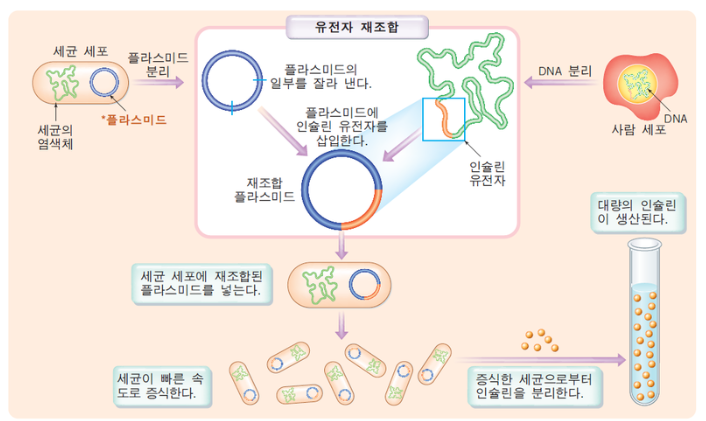 유전자 재조합
세균 세포
플라스미드
분리
*플라스미드
세균의
염색체
플라스미드의
일부를 잘라 낸다.
플라스미드에
인슐린 유전자를
삽입한다.
재조합
플라스미드
인슐린
유전자
DNA 분리
DNA
사람 세포
세균 세포에 재조합된
플라스미드를 넣는다.
세균이 빠른 속
도로 증식한다.
증식한 세균으로부터
인슐린을 분리한다.
대량의 인슐린
이 생산된다.